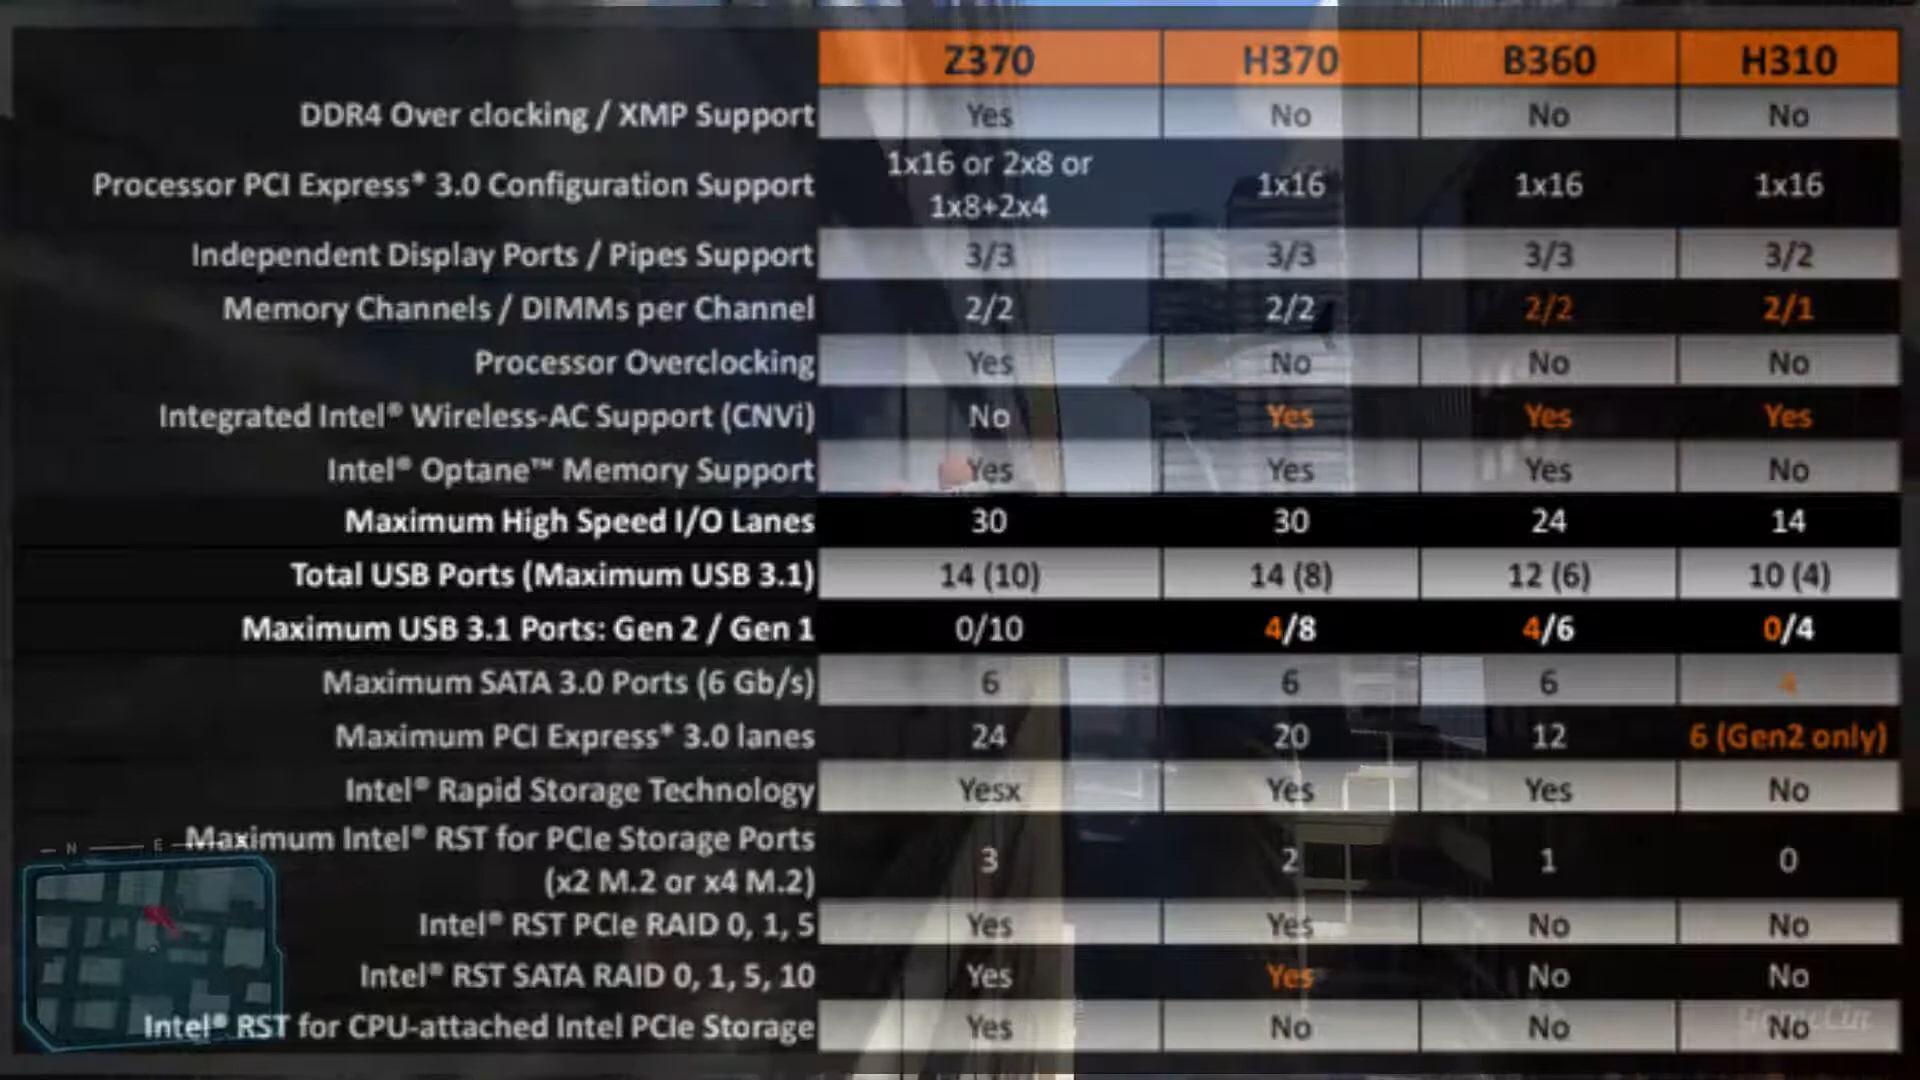 Z370 H370 B360 H310
DDR4 Over clocking / XMP Support Yes No No No
Processor PCI Express* 3.0 Configuration Support 1x16 or 2x8 or 1x8+2x4 1x16 1x16 1x16
Independent Display Ports / Pipes Support 3/3 3/3 3/3 3/2
Memory Channels / DIMMs per Channel 2/2 2/2 2/2 2/1
Processor Overclocking Yes No No No
Integrated Intel® Wireless-AC Support (CNVi) No Yes Yes Yes
Intel® Optane™ Memory Support Yes Yes Yes No
Maximum High Speed I/O Lanes 30 30 24 14
Total USB Ports (Maximum USB 3.1) 14 (10) 14 (8) 12 (6) 10 (4)
Maximum USB 3.1 Ports: Gen 2 / Gen 1 0/10 4/8 4/6 0/4
Maximum SATA 3.0 Ports (6 Gb/s) 6 6 6 4
Maximum PCI Express* 3.0 lanes 24 20 12 6 (Gen2 only)
Intel® Rapid Storage Technology Yesx Yes Yes No
Maximum Intel® RST for PCIe Storage Ports
(x2 M.2 or x4 M.2) 3 2 1 0
Intel® RST PCIe RAID 0, 1, 5 Yes Yes No No
Intel® RST SATA RAID 0, 1, 5, 10 Yes Yes No No
Intel® RST for CPU-attached Intel PCIe Storage Yes No No No
N E